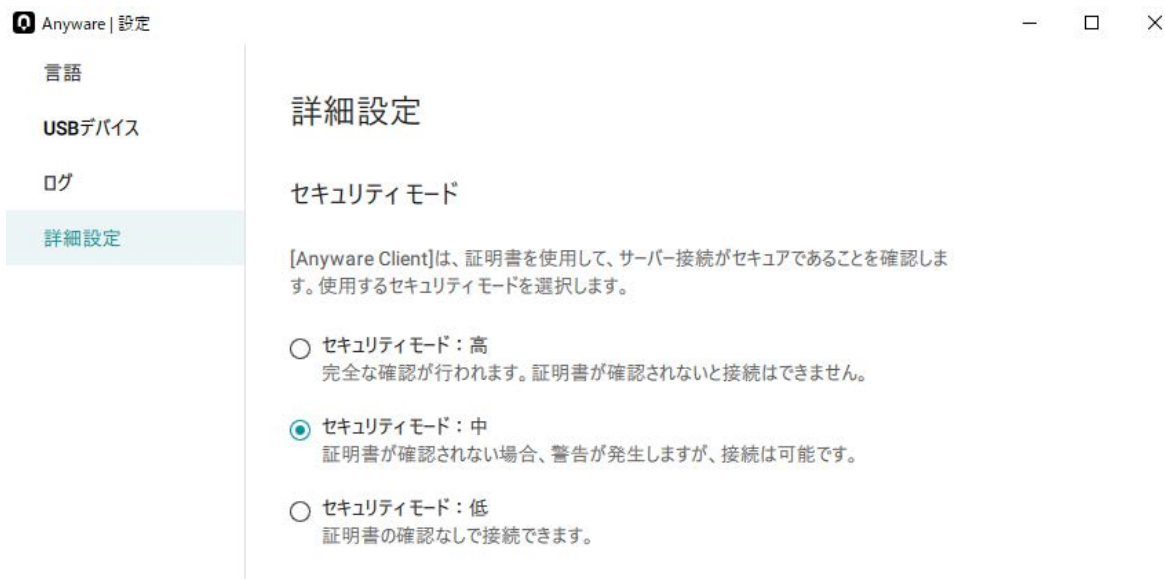 Anyware | 設定
言語
USBデバイス
ログ
詳細設定
詳細設定
セキュリティ モード
[Anyware Client]は、証明書を使用して、サーバー接続がセキュアであることを確認しま
す。使用するセキュリティ モードを選択します。
セキュリティ モード：高
完全な確認が行われます。証明書が確認されないと接続はできません。
セキュリティ モード：中
証明書が確認されない場合、警告が発生しますが、接続は可能です。
セキュリティ モード：低
証明書の確認なしで接続できます。